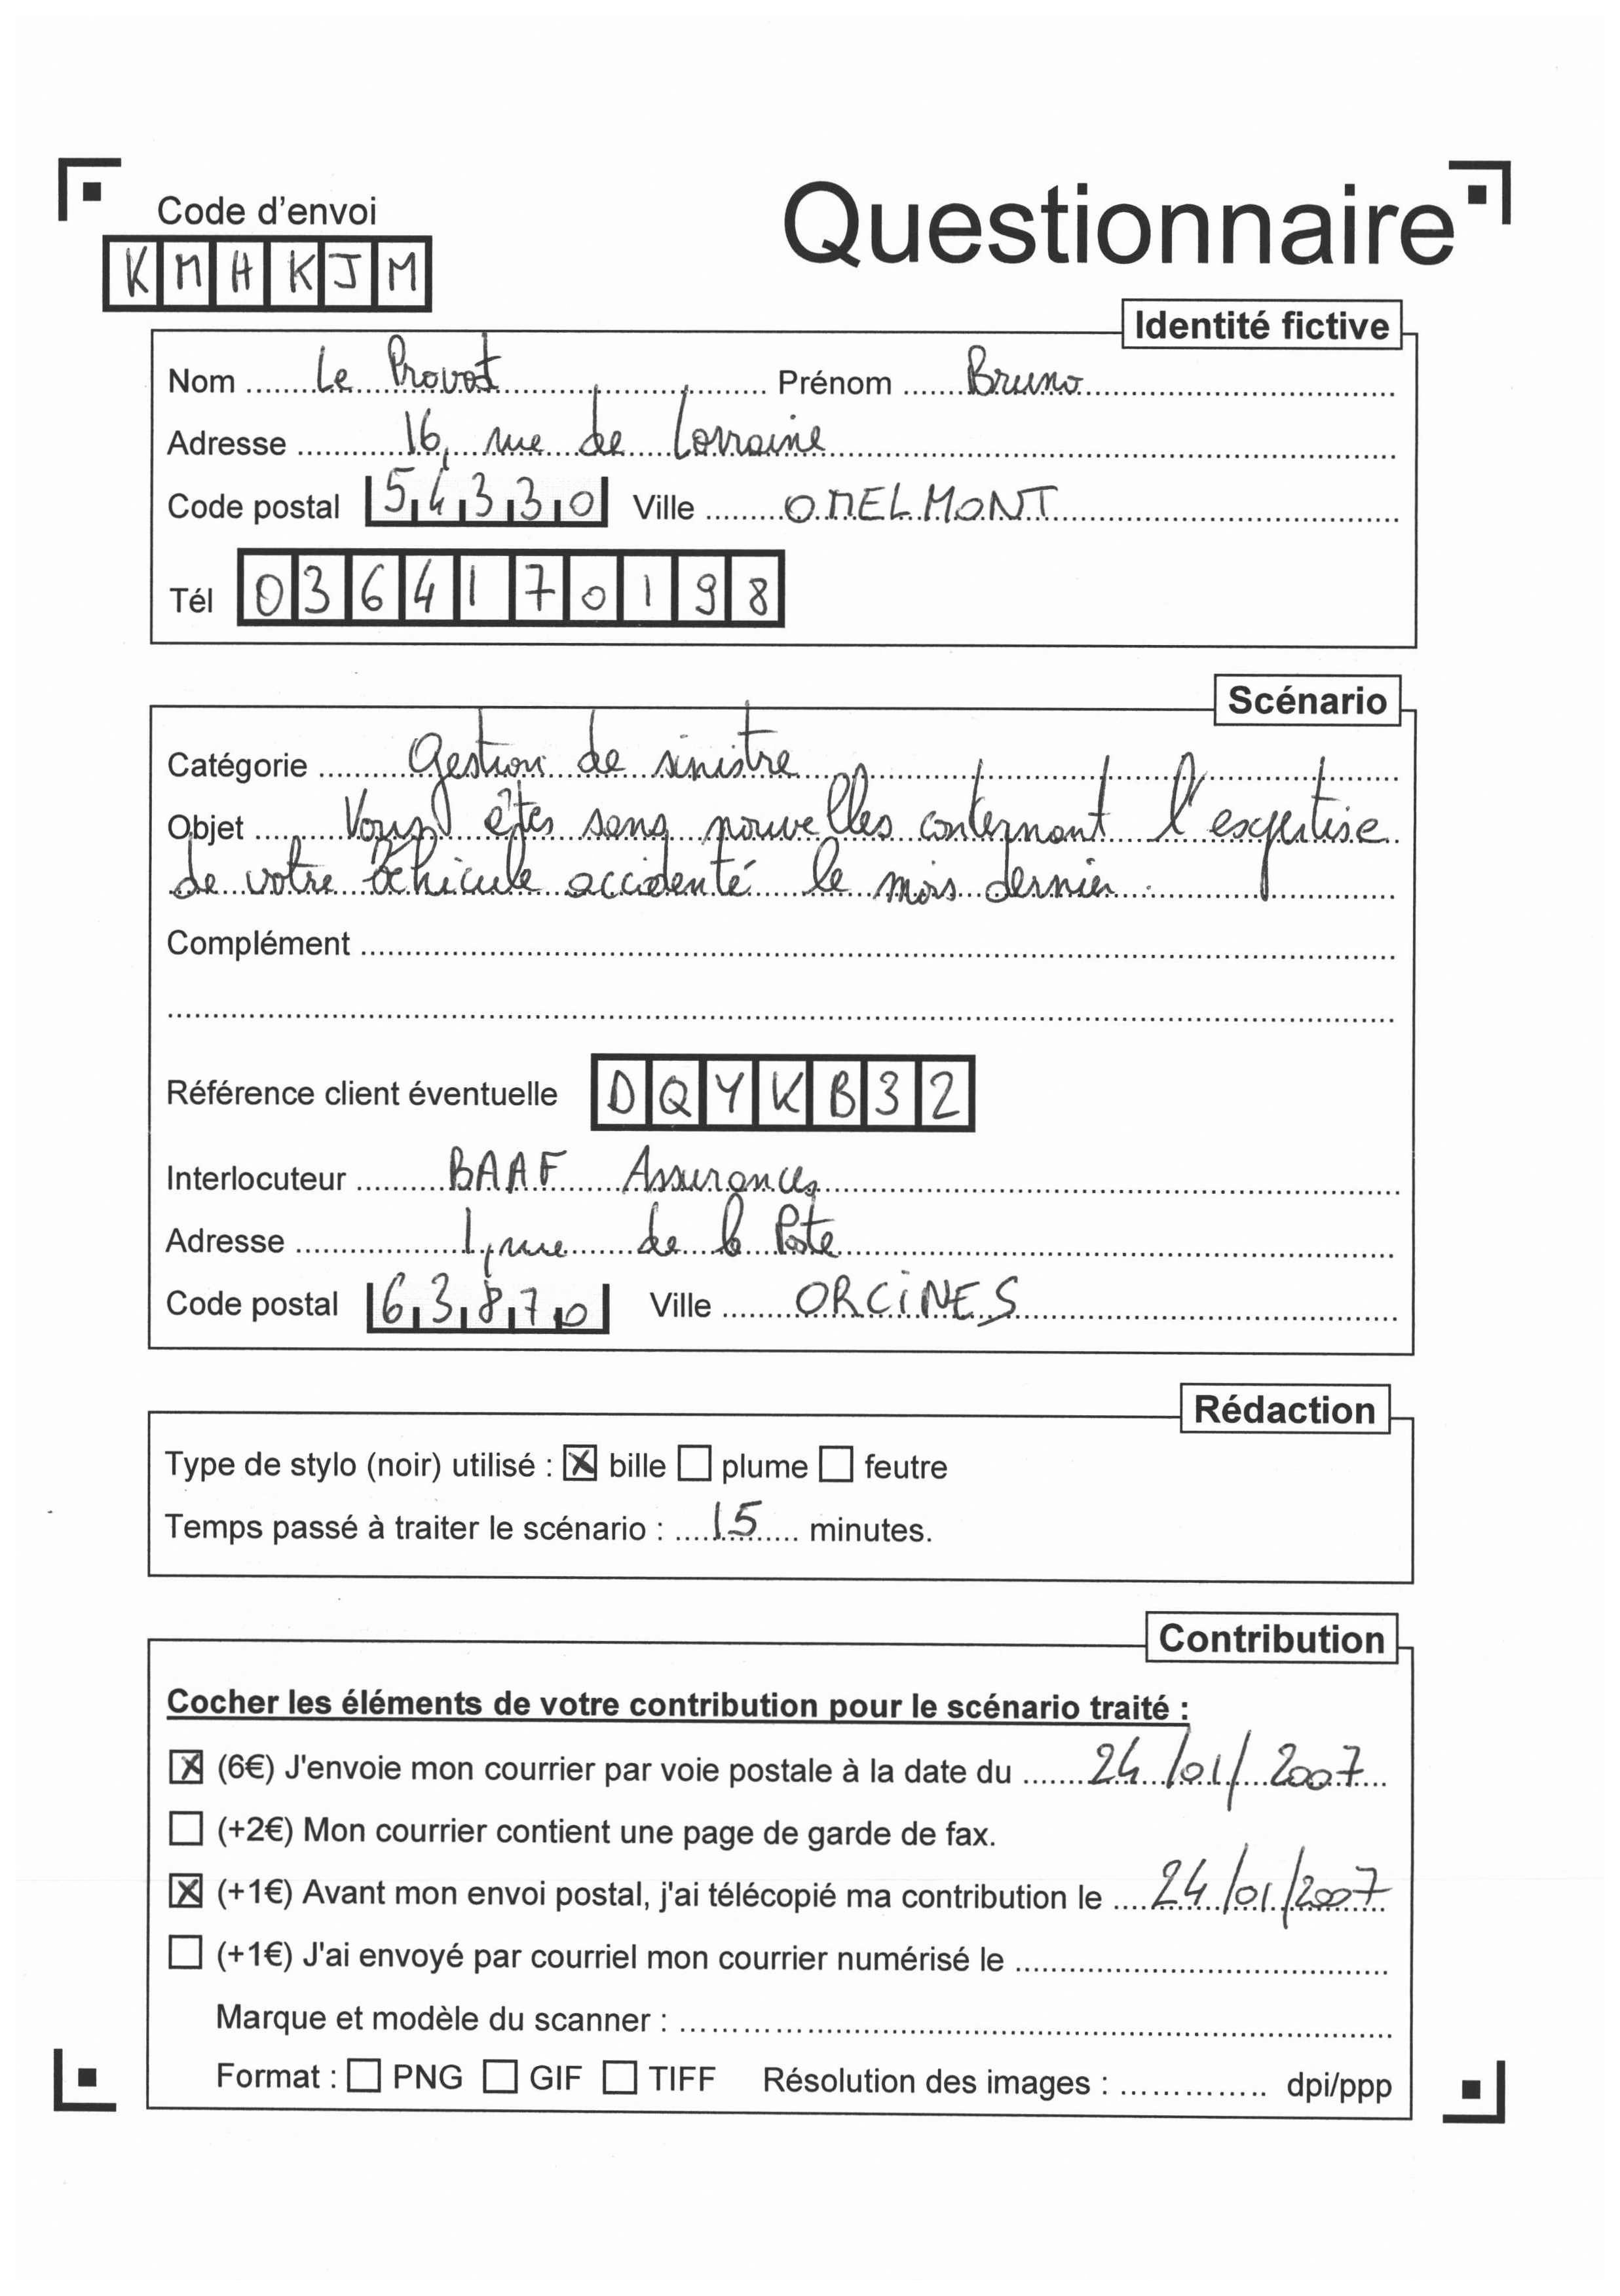 Code d'envoi
Questionnaire
KMHKJM
Identité fictive
Nom Le Provost Prénom Bruno
Adresse 16, rue de Lorraine
Code postal 54330 Ville OMELMONT
Tél 0364170198
Scénario
Catégorie Gestion de sinistre
Objet Vous êtes sans nouvelles concernant l'expertise
de votre véhicule accidenté le mois dernier.
Complément
Référence client éventuelle DQYKB32
Interlocuteur BAAF Assurances
Adresse 1, rue de la Poste
Code postal 63870 Ville ORCINES
Rédaction
Type de stylo (noir) utilisé : ☒ bille ☐ plume ☐ feutre
Temps passé à traiter le scénario : 15 minutes.
Contribution
Cocher les éléments de votre contribution pour le scénario traité :
☒ (6€) J'envoie mon courrier par voie postale à la date du 24/01/2007
☐ (+2€) Mon courrier contient une page de garde de fax.
☒ (+1€) Avant mon envoi postal, j'ai télécopié ma contribution le 24/01/2007
☐ (+1€) J'ai envoyé par courriel mon courrier numérisé le
Marque et modèle du scanner :
Format : ☐ PNG ☐ GIF ☐ TIFF Résolution des images : dpi/ppp